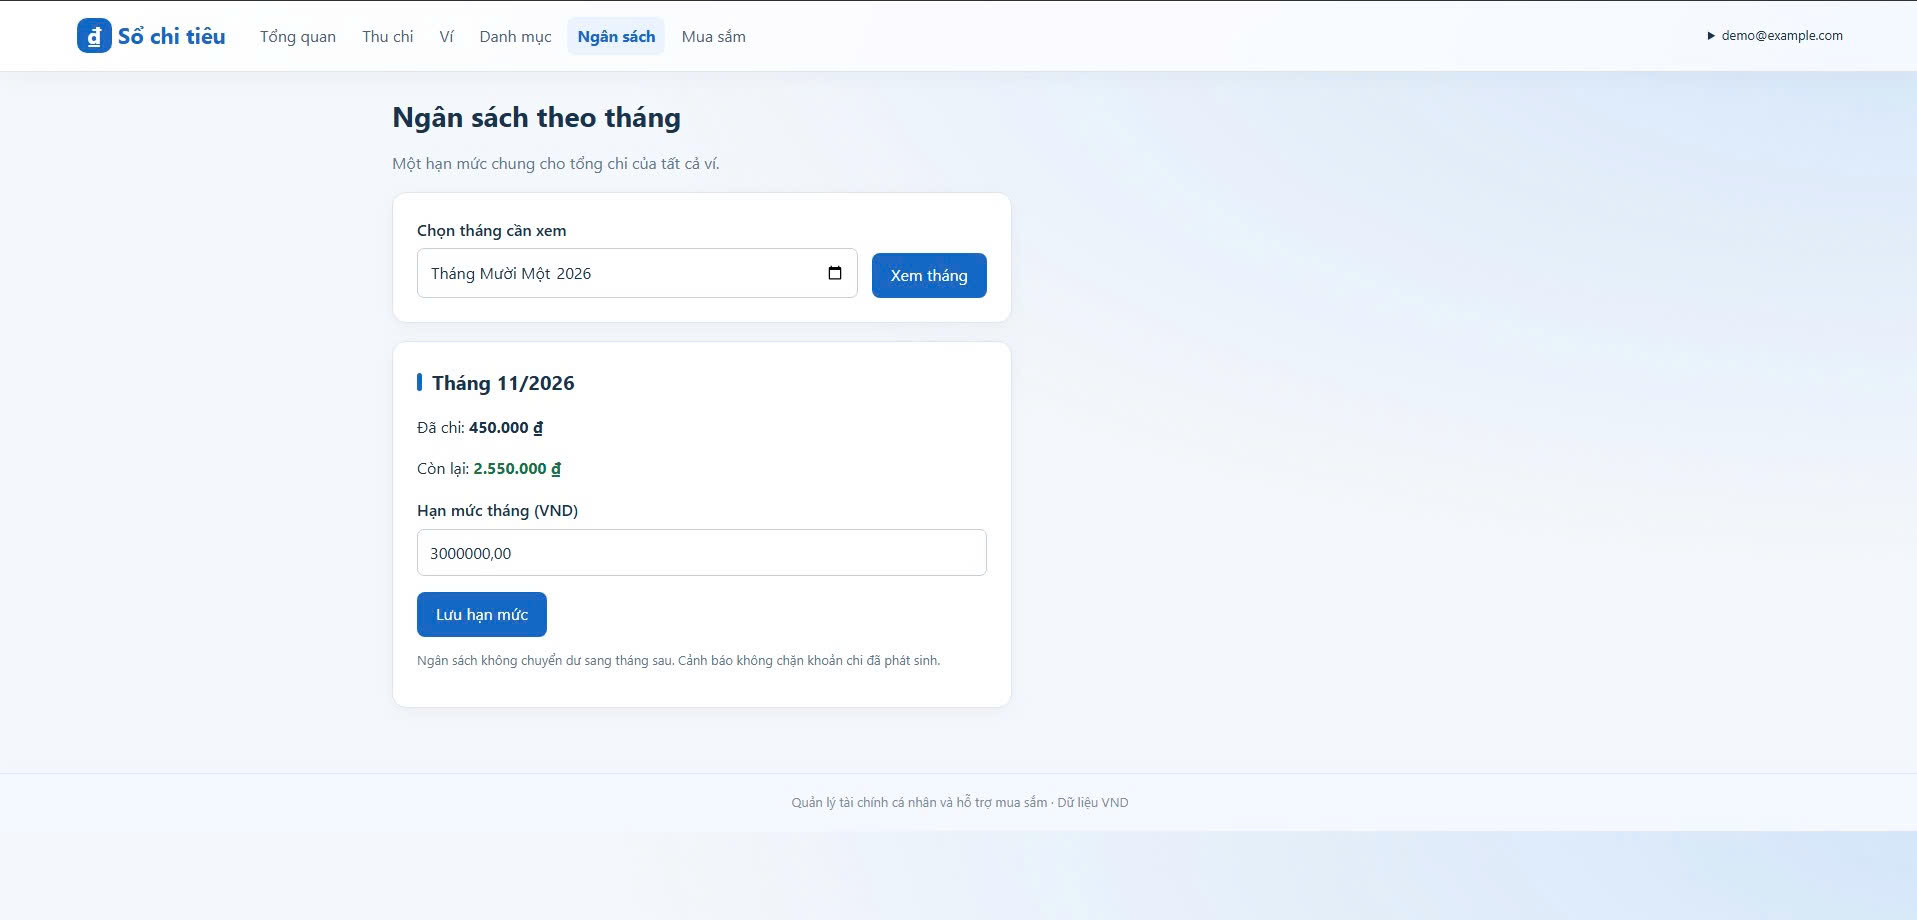 đ Sổ chi tiêu Tổng quan Thu chi Ví Danh mục Ngân sách Mua sắm ▶ demo@example.com
Ngân sách theo tháng
Một hạn mức chung cho tổng chi của tất cả ví.
Chọn tháng cần xem
Tháng Mười Một 2026 Xem tháng
Tháng 11/2026
Đã chi: 450.000 ₫
Còn lại: 2.550.000 ₫
Hạn mức tháng (VND)
3000000,00
Lưu hạn mức
Ngân sách không chuyển dư sang tháng sau. Cảnh báo không chặn khoản chi đã phát sinh.
Quản lý tài chính cá nhân và hỗ trợ mua sắm · Dữ liệu VND